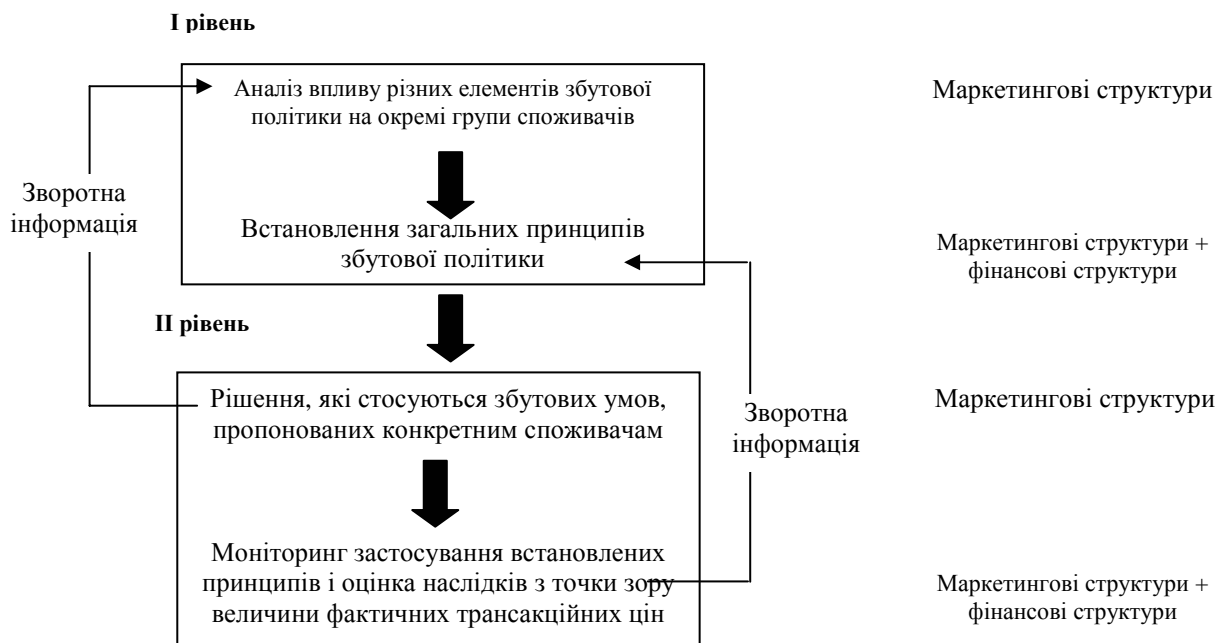 I рівень
Аналіз впливу різних елементів збутової
політики на окремі групи споживачів
Маркетингові структури
Зворотна
інформація
Встановлення загальних принципів
збутової політики
Маркетингові структури +
фінансові структури
II рівень
Рішення, які стосуються збутових умов,
пропонованих конкретним споживачам
Маркетингові структури
Зворотна
інформація
Моніторинг застосування встановлених
принципів і оцінка наслідків з точки зору
величини фактичних трансакційних цін
Маркетингові структури +
фінансові структури